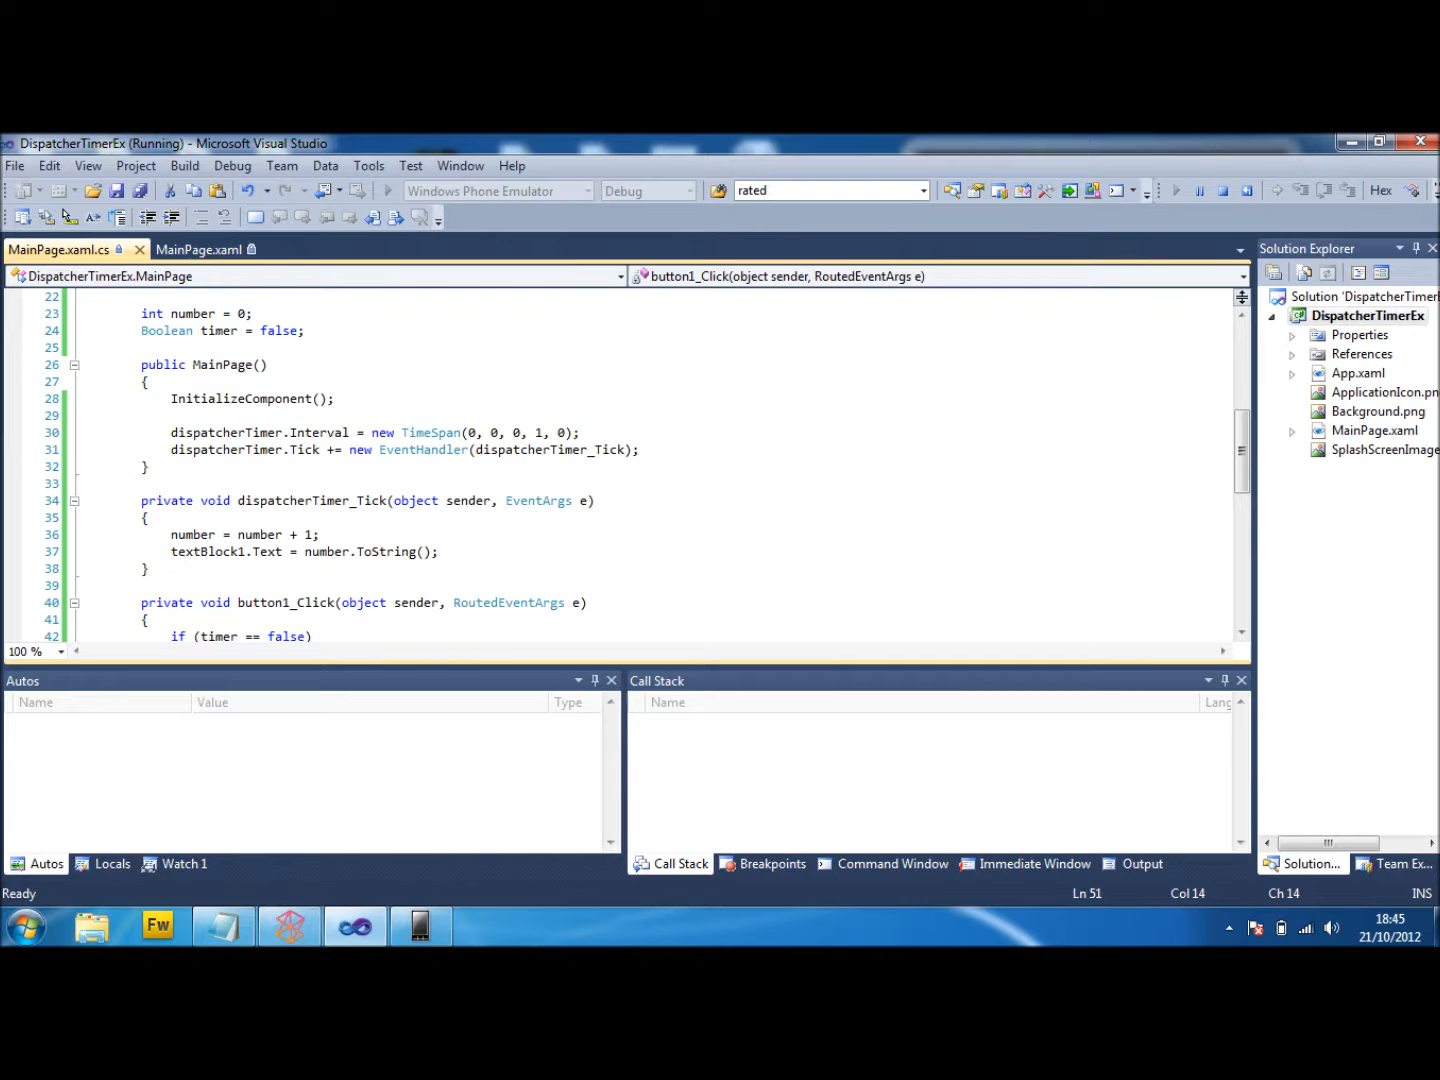 DispatcherTimerEx (Running) - Microsoft Visual Studio
File Edit View Project Build Debug Team Data Tools Test Window Help
Windows Phone Emulator Debug rated Hex
MainPage.xaml.cs MainPage.xaml Solution Explorer
DispatcherTimerEx.MainPage button1_Click(object sender, RoutedEventArgs e)
22
23 int number = 0;
24 Boolean timer = false;
25
26 public MainPage()
27 {
28 InitializeComponent();
29
30 dispatcherTimer.Interval = new TimeSpan(0, 0, 0, 1, 0);
31 dispatcherTimer.Tick += new EventHandler(dispatcherTimer_Tick);
32 }
33
34 private void dispatcherTimer_Tick(object sender, EventArgs e)
35 {
36 number = number + 1;
37 textBlock1.Text = number.ToString();
38 }
39
40 private void button1_Click(object sender, RoutedEventArgs e)
41 {
42 if (timer == false)
100 %
Solution 'DispatcherTimerE
DispatcherTimerEx
Properties
References
App.xaml
ApplicationIcon.pn
Background.png
MainPage.xaml
SplashScreenImage
Autos
Name Value Type
Call Stack
Name Lang
Autos Locals Watch 1
Call Stack Breakpoints Command Window Immediate Window Output
Solution... Team Ex...
Ready Ln 51 Col 14 Ch 14 INS
Fw
18:45
21/10/2012